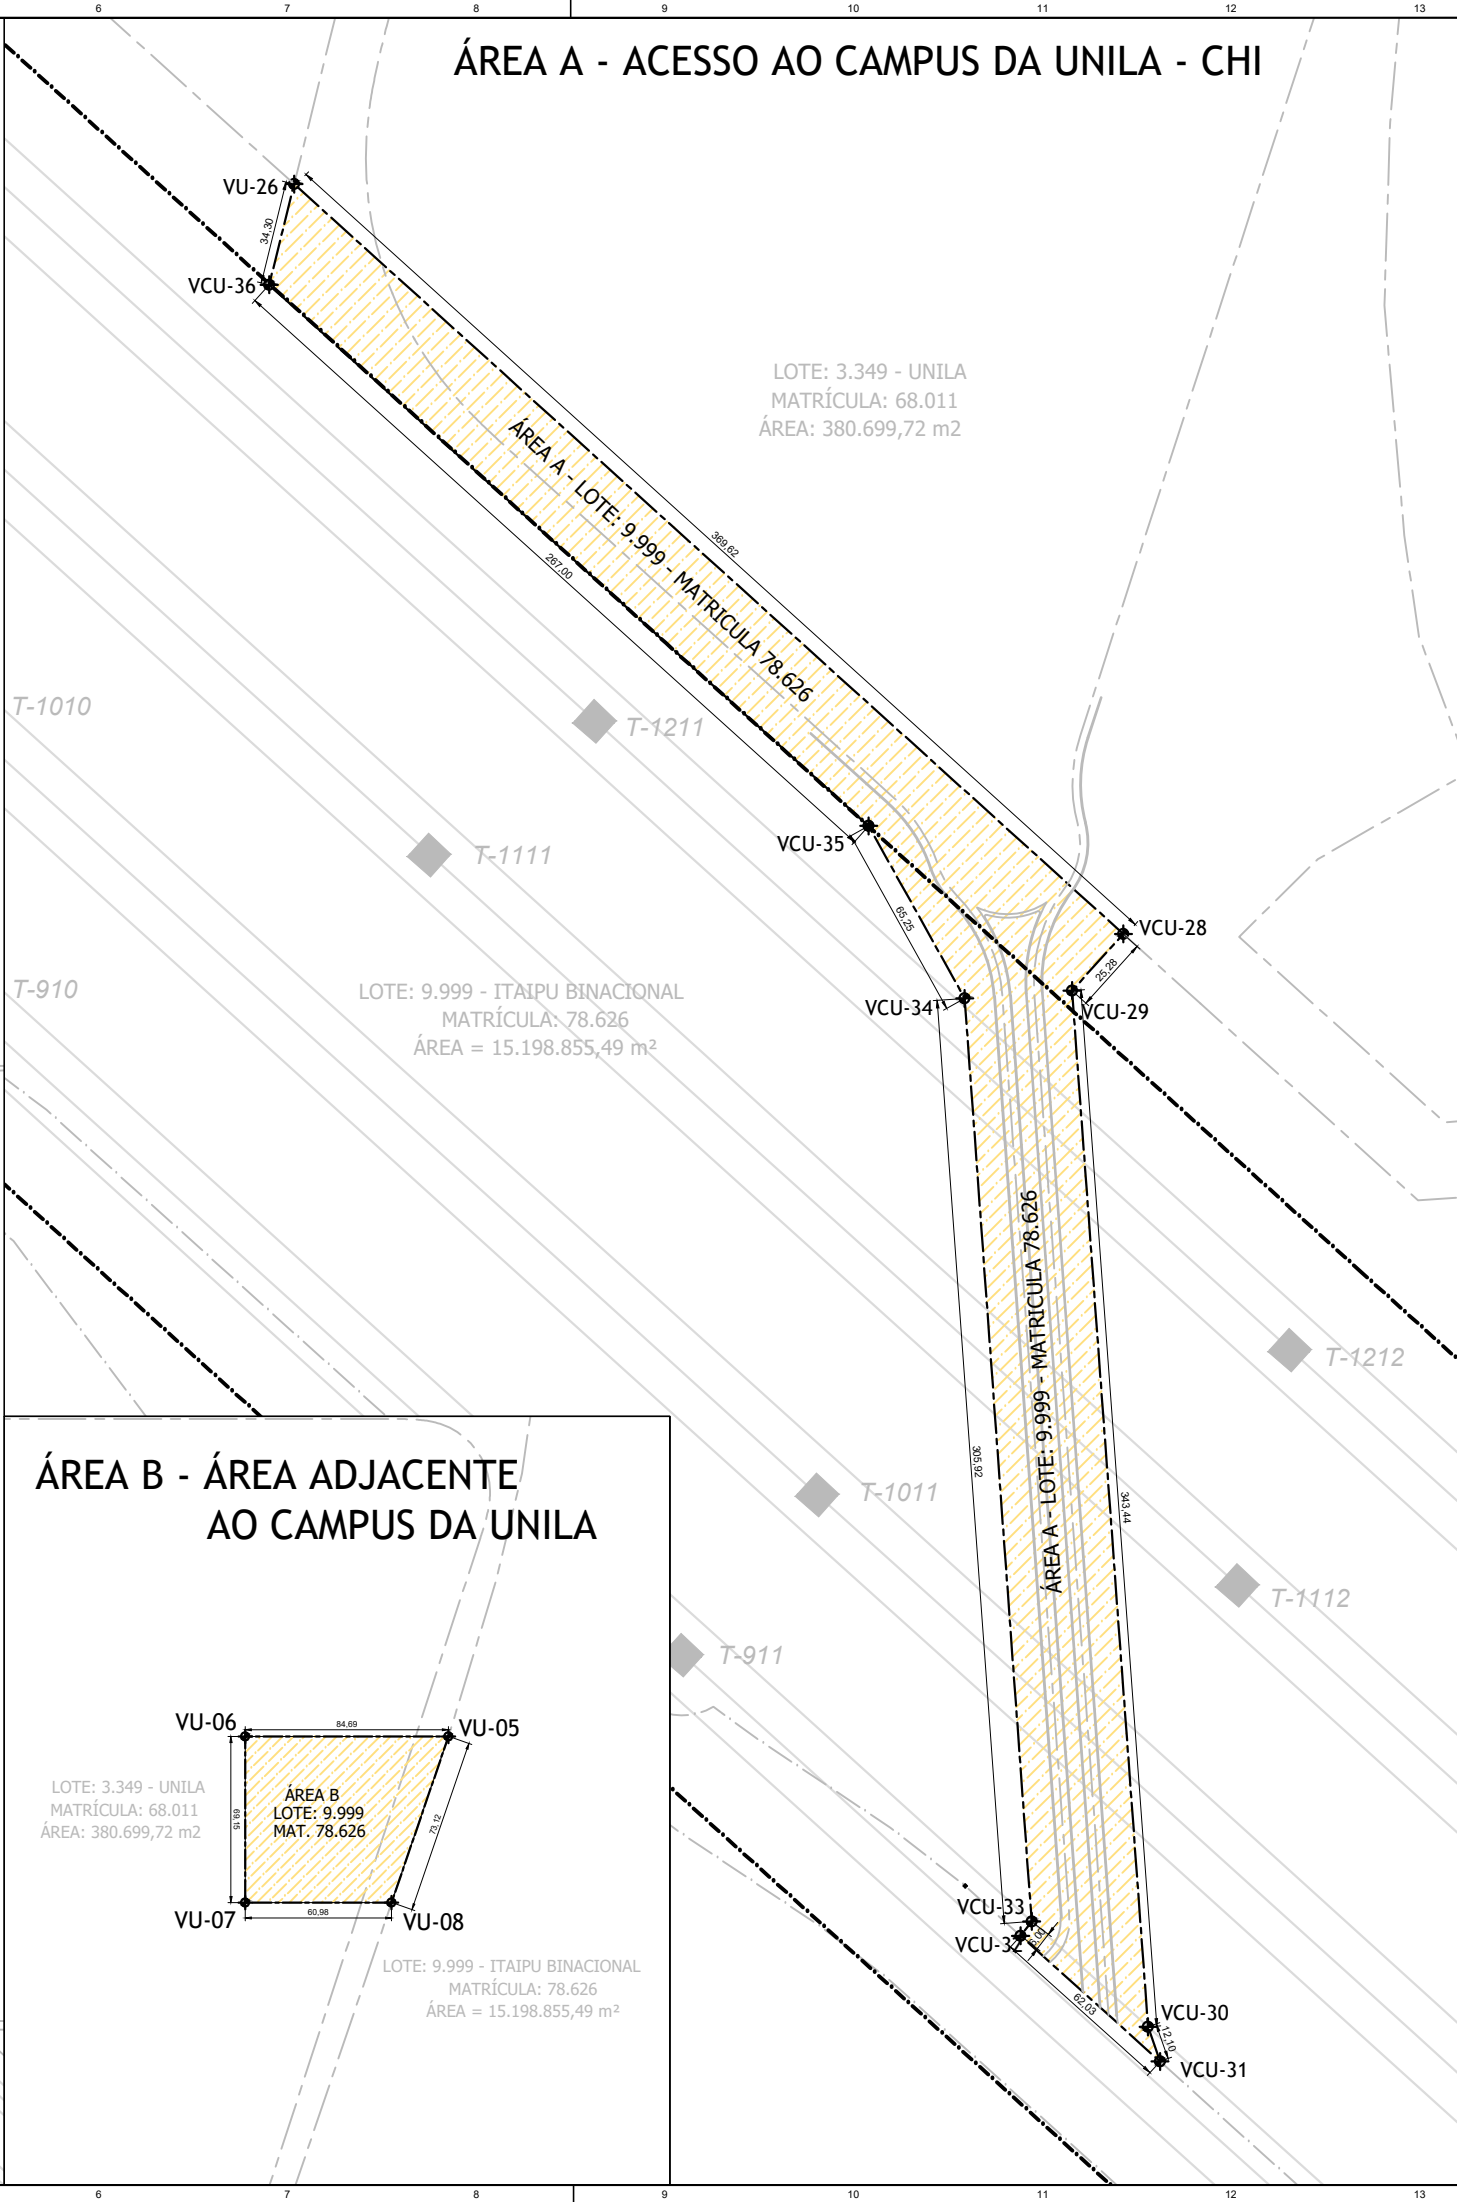 6 7 8 9 10 11 12 13
ÁREA A - ACESSO AO CAMPUS DA UNILA - CHI
VU-26
34,30
VCU-36
LOTE: 3.349 - UNILA
MATRÍCULA: 68.011
ÁREA: 380.699,72 m2
ÁREA A - LOTE: 9.999 - MATRICULA 78.626
369,62
267,00
T-1010
T-1211
VCU-35
T-1111
65,25
VCU-28
25,28
T-910
LOTE: 9.999 - ITAIPU BINACIONAL
MATRÍCULA: 78.626
ÁREA = 15.198.855,49 m²
VCU-34
VCU-29
ÁREA A - LOTE: 9.999 - MATRICULA 78.626
T-1212
305,92
343,44
T-1011
T-1112
T-911
ÁREA B - ÁREA ADJACENTE
AO CAMPUS DA UNILA
VU-06
84,69
VU-05
LOTE: 3.349 - UNILA
MATRÍCULA: 68.011
ÁREA: 380.699,72 m2
69,15
ÁREA B
LOTE: 9.999
MAT. 78.626
73,12
VU-07
60,98
VU-08
LOTE: 9.999 - ITAIPU BINACIONAL
MATRÍCULA: 78.626
ÁREA = 15.198.855,49 m²
VCU-33
VCU-32
62,03
VCU-30
12,10
VCU-31
6 7 8 9 10 11 12 13